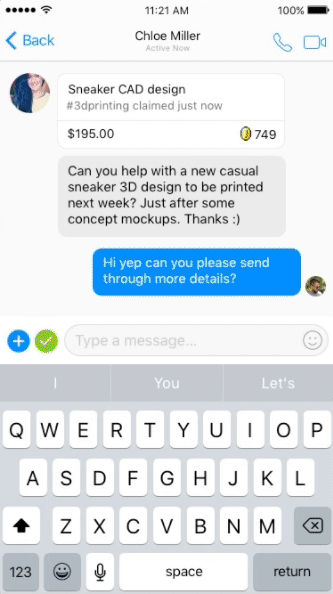 11:21 AM
100%
Back
Chloe Miller
Active Now
Sneaker CAD design
#3dprinting claimed just now
$195.00
749
Can you help with a new casual
sneaker 3D design to be printed
next week? Just after some
concept mockups. Thanks :)
Hi yep can you please send
through more details?
Type a message...
I You Let's
Q W E R T Y U I O P
A S D F G H J K L
Z X C V B N M
123 space return